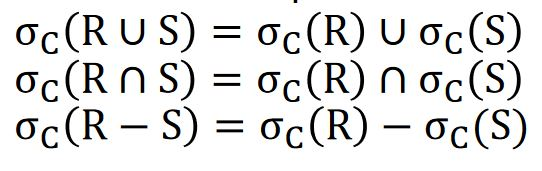 σC(R ∪ S) = σC(R) ∪ σC(S)
σC(R ∩ S) = σC(R) ∩ σC(S)
σC(R − S) = σC(R) − σC(S)